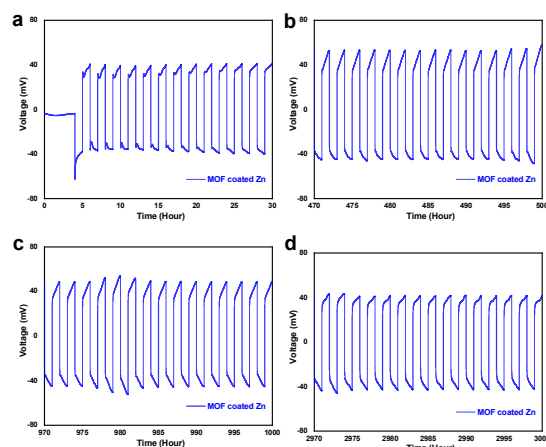 a
80
40
0
-40
-80
Voltage (mV)
MOF coated Zn
0 5 10 15 20 25 30
Time (Hour)
b
80
40
0
-40
-80
Voltage (mV)
MOF coated Zn
470 475 480 485 490 495 500
Time (Hour)
c
80
40
0
-40
-80
Voltage (mV)
MOF coated Zn
970 975 980 985 990 995 1000
Time (Hour)
d
80
40
0
-40
-80
Voltage (mV)
MOF coated Zn
2970 2975 2980 2985 2990 2995 300
Time (Hour)